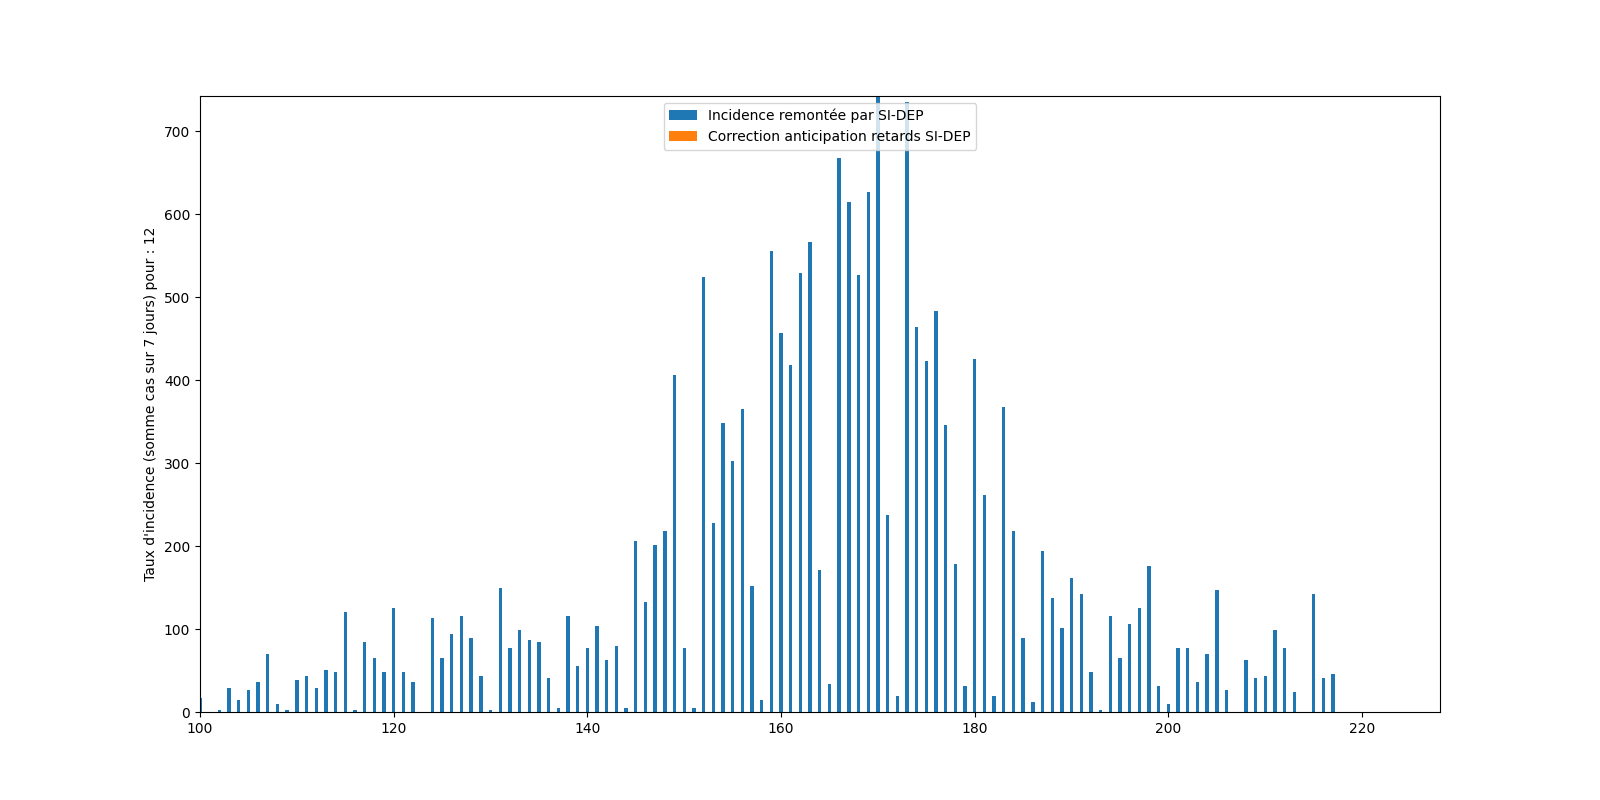 Incidence remontée par SI-DEP
Correction anticipation retards SI-DEP
Taux d'incidence (somme cas sur 7 jours) pour : 12
700
600
500
400
300
200
100
0
100 120 140 160 180 200 220